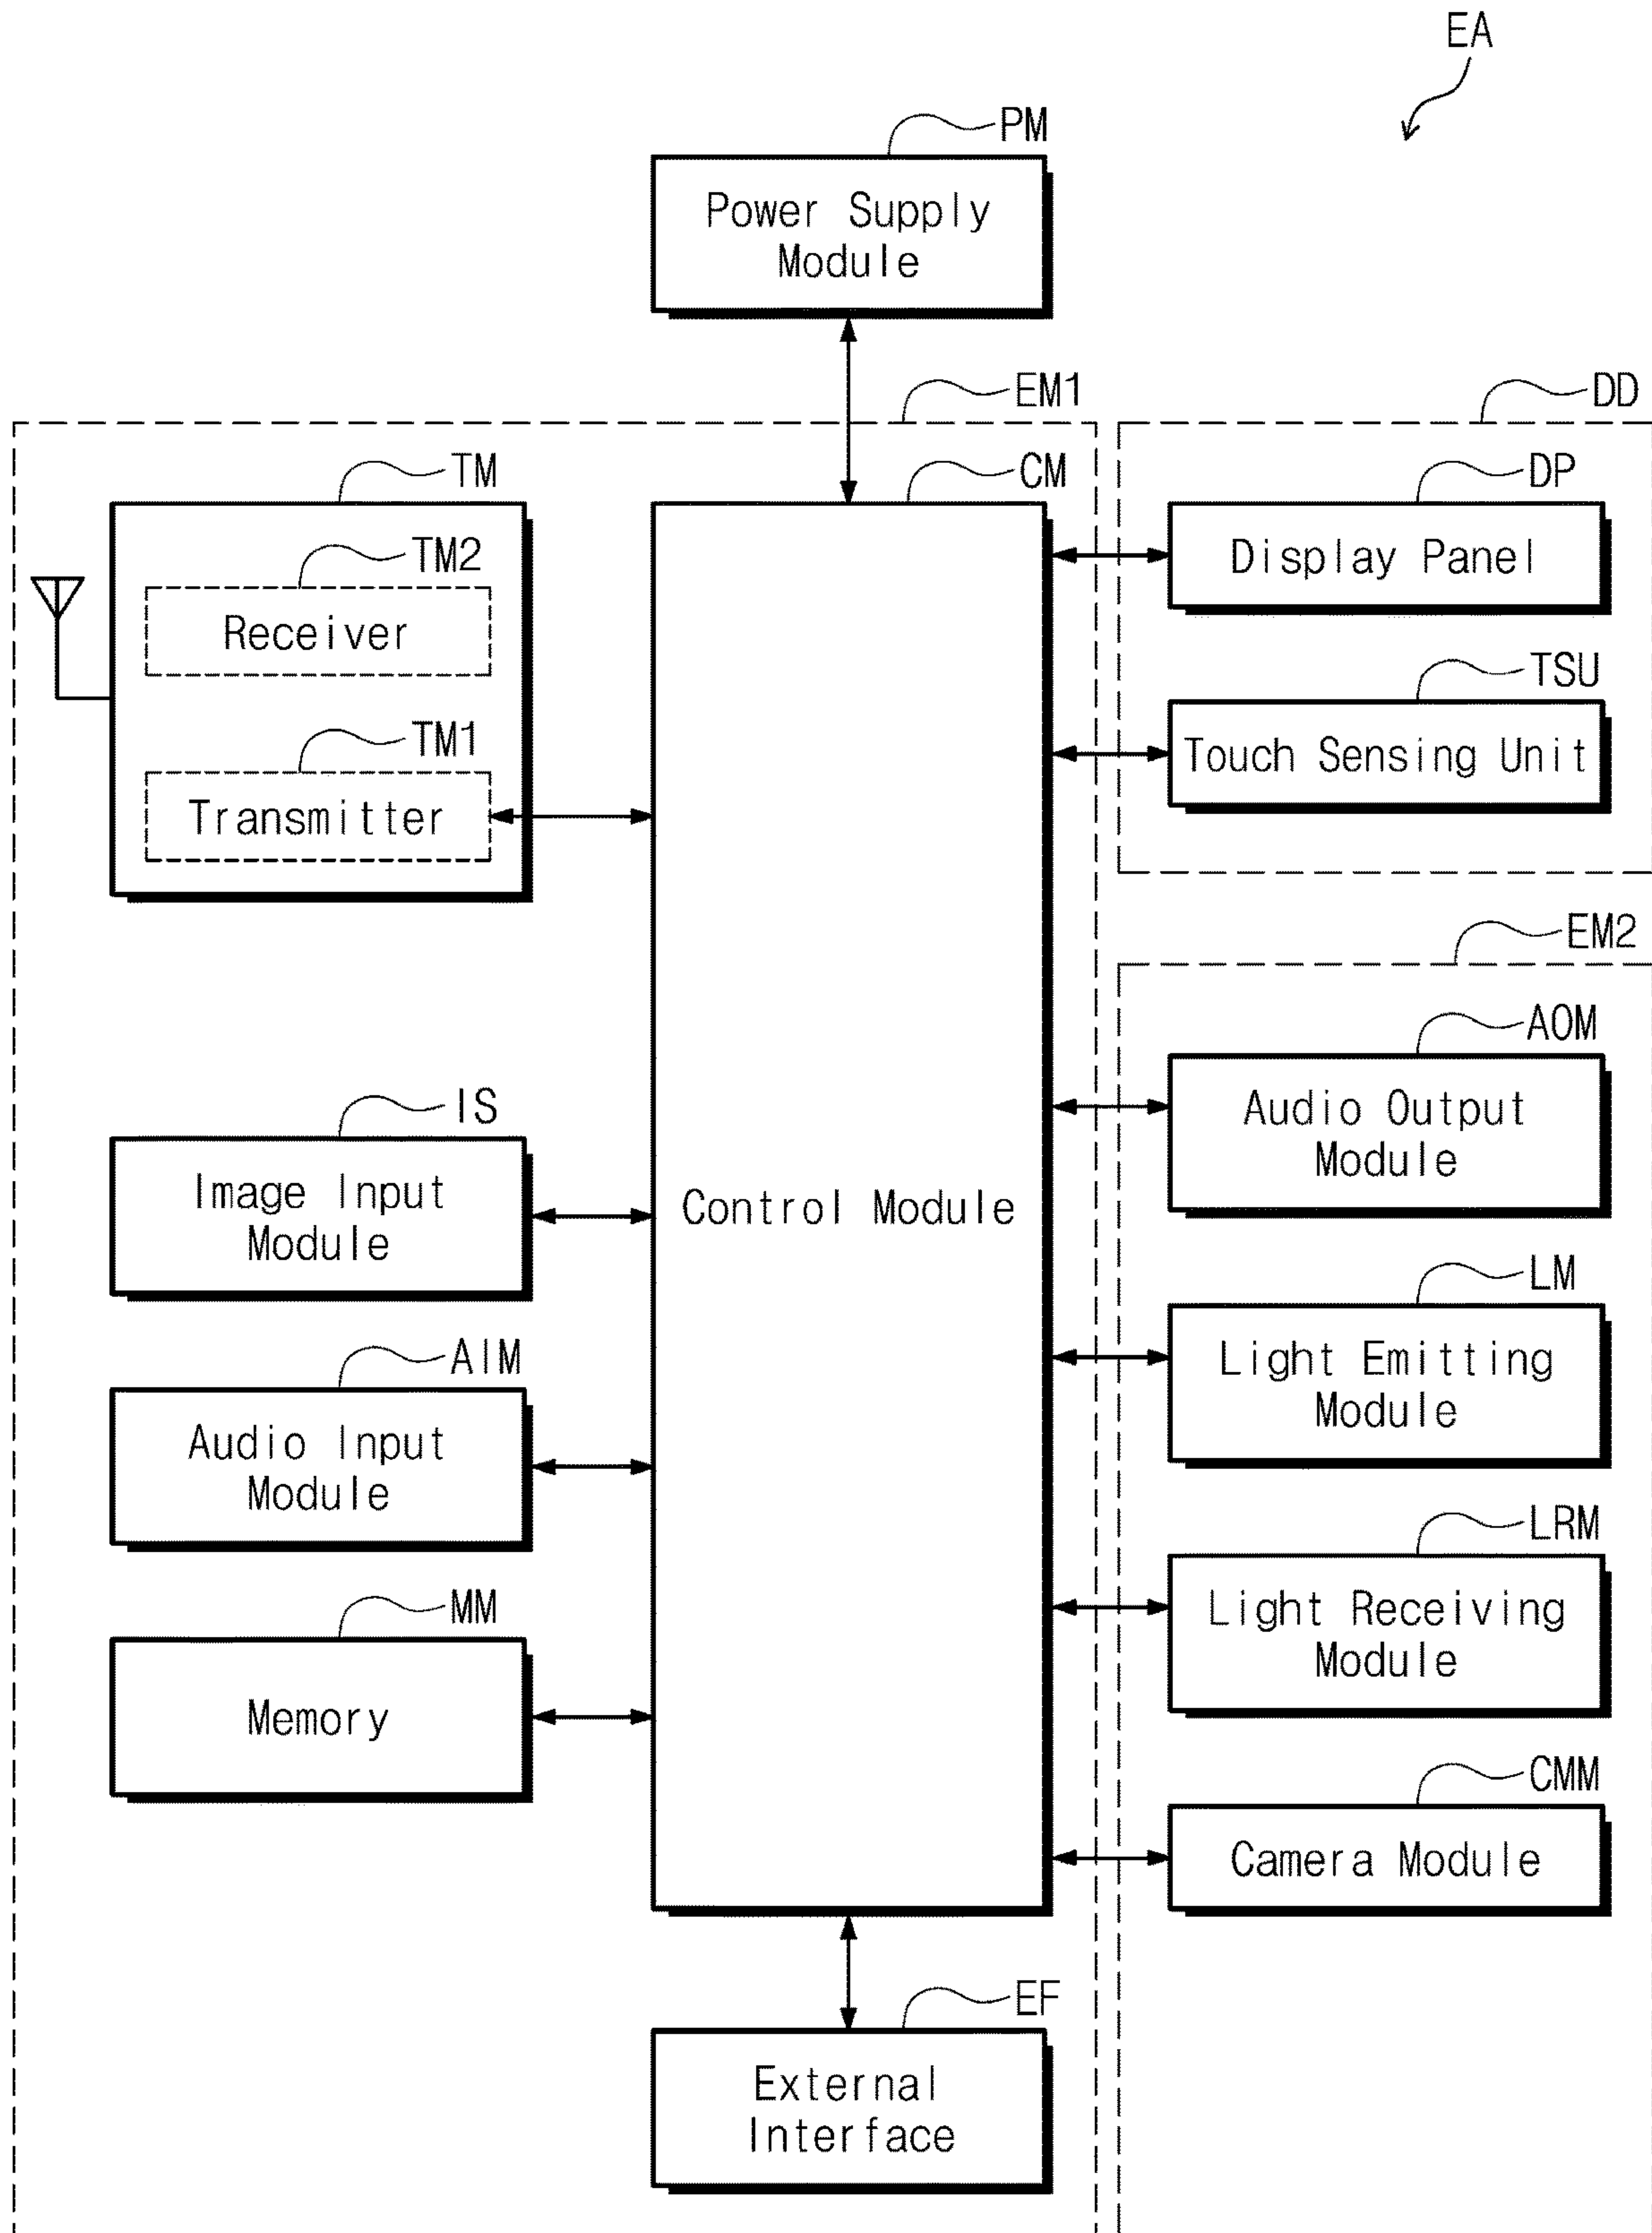 EA
PM
Power Supply
Module
EM1
DD
TM
CM
DP
TM2
Receiver
Display Panel
TSU
TM1
Touch Sensing Unit
Transmitter
EM2
AOM
IS
Audio Output
Module
Image Input
Module
Control Module
LM
AIM
Light Emitting
Module
Audio Input
Module
LRM
MM
Light Receiving
Module
Memory
CMM
Camera Module
EF
External
Interface